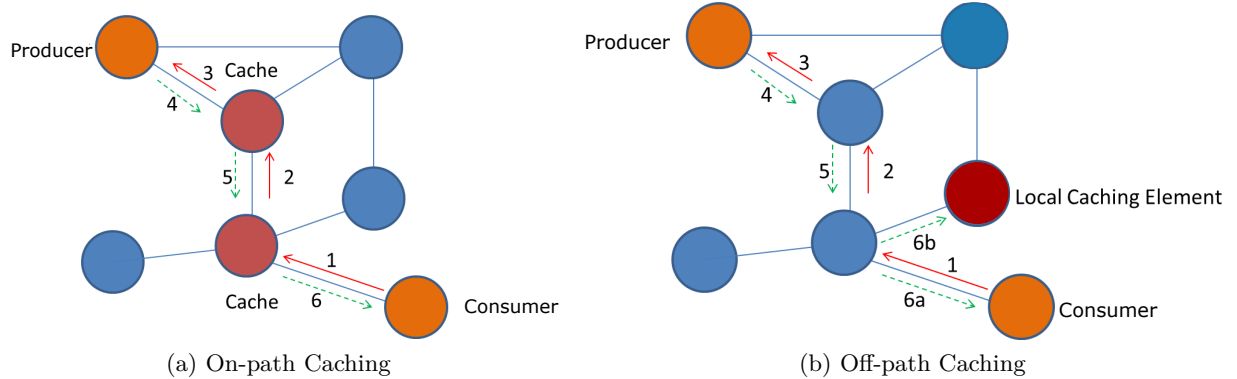 Producer
3
Cache
4
5
2
1
Cache
6
Consumer
(a) On-path Caching
Producer
3
4
5
2
Local Caching Element
6b
1
6a
Consumer
(b) Off-path Caching